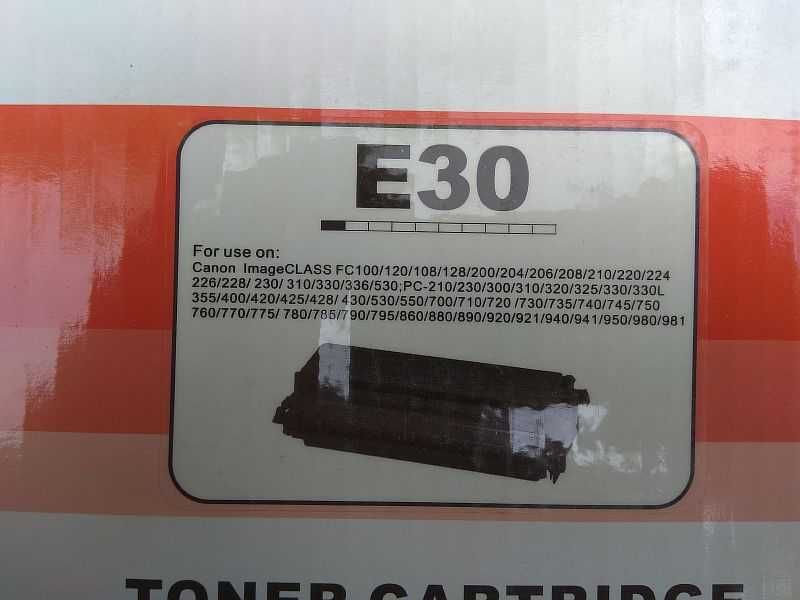 E30
For use on:
Canon ImageCLASS FC100/120/108/128/200/204/206/208/210/220/224
226/228/ 230/ 310/330/336/530;PC-210/230/300/310/320/325/330/330L
355/400/420/425/428/ 430/530/550/700/710/720 /730/735/740/745/750
760/770/775/ 780/785/790/795/860/880/890/920/921/940/941/950/980/981
TONER CARTRIDGE